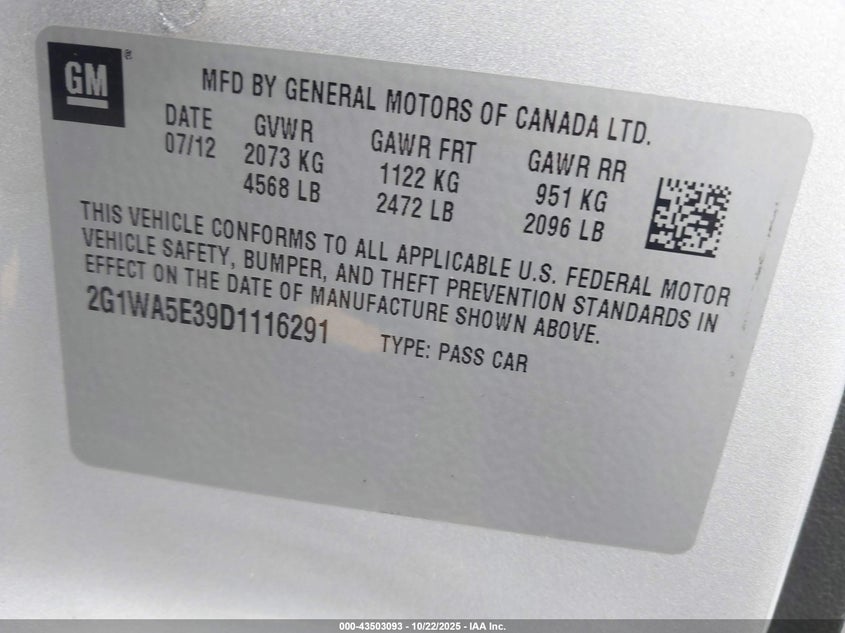 GM®
MFD BY GENERAL MOTORS OF CANADA LTD.
DATE GVWR GAWR FRT GAWR RR
07/12 2073 KG 1122 KG 951 KG
4568 LB 2472 LB 2096 LB
THIS VEHICLE CONFORMS TO ALL APPLICABLE U.S. FEDERAL MOTOR
VEHICLE SAFETY, BUMPER, AND THEFT PREVENTION STANDARDS IN
EFFECT ON THE DATE OF MANUFACTURE SHOWN ABOVE.
2G1WA5E39D1116291 TYPE: PASS CAR
000-43503093 - 10/22/2025 - IAA Inc.